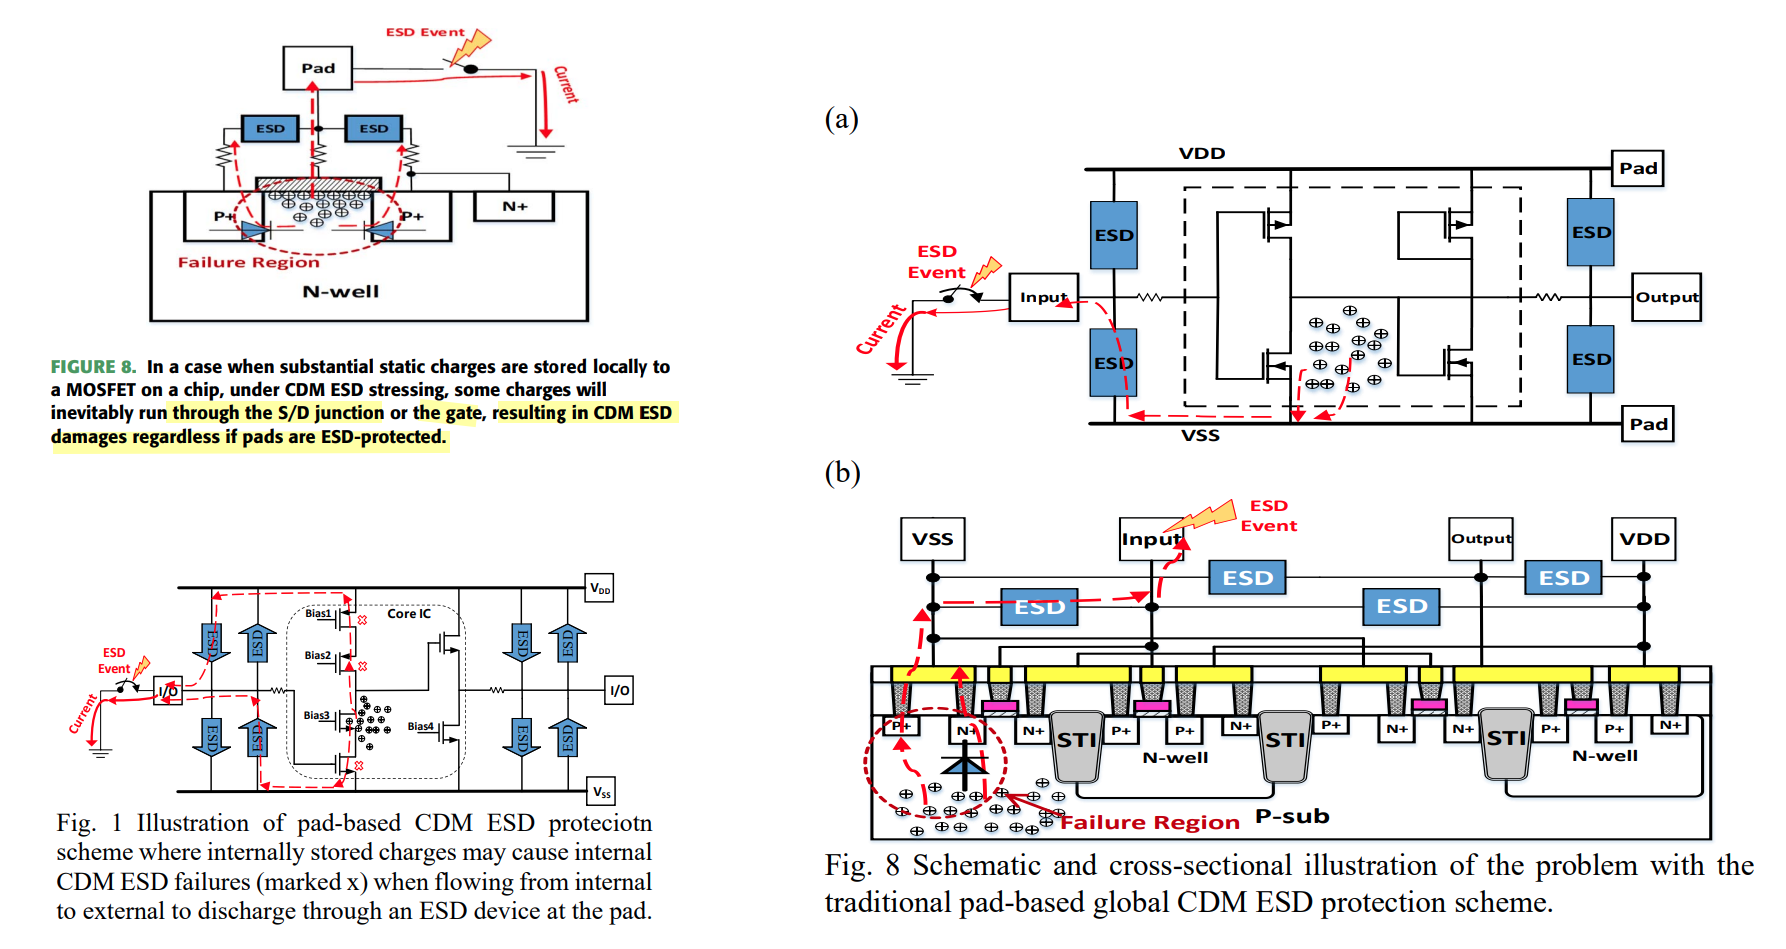 ESD Event
Pad
Current
ESD
ESD
P+
P+
N+
Failure Region
N-well
FIGURE 8. In a case when substantial static charges are stored locally to
a MOSFET on a chip, under CDM ESD stressing, some charges will
inevitably run through the S/D junction or the gate, resulting in CDM ESD
damages regardless if pads are ESD-protected.
VDD
Bias1
Core IC
ESD
ESD
ESD
ESD
Bias2
ESD
Event
I/O
I/O
Current
Bias3
Bias4
ESD
ESD
ESD
ESD
VSS
Fig. 1 Illustration of pad-based CDM ESD proteciotn
scheme where internally stored charges may cause internal
CDM ESD failures (marked x) when flowing from internal
to external to discharge through an ESD device at the pad.
(a)
VDD
Pad
ESD
ESD
ESD
Event
Input
Output
Current
ESD
ESD
VSS
Pad
(b)
ESD
Event
VSS
Input
Output
VDD
ESD
ESD
ESD
ESD
P+
N+
N+
STI
P+
P+
N+
STI
P+
N+
N+
STI
P+
P+
N+
N-well
N-well
Failure Region
P-sub
Fig. 8 Schematic and cross-sectional illustration of the problem with the
traditional pad-based global CDM ESD protection scheme.